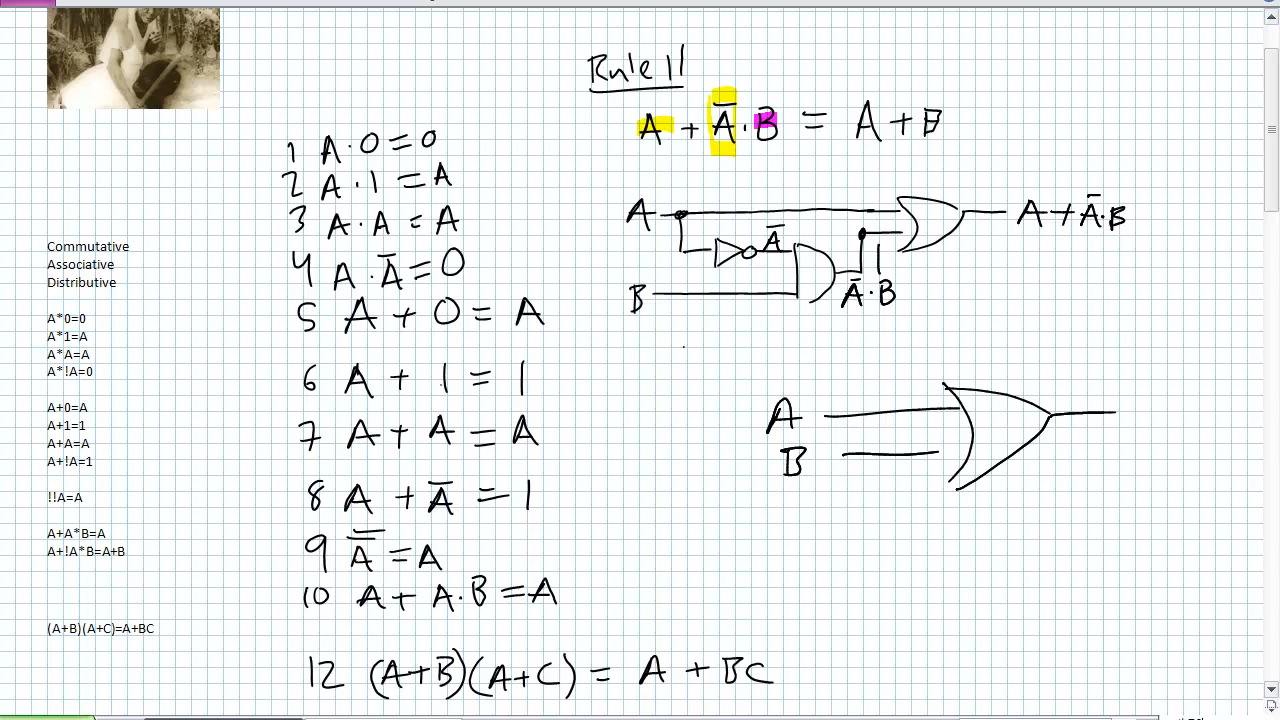 Rule 11
A + A̅·B = A + B
1 A·0=0
2 A·1=A
3 A·A=A
4 A·A̅=0
5 A+0=A
6 A+1=1
7 A+A=A
8 A+A̅=1
9 A̿=A
10 A+A·B=A
12 (A+B)(A+C) = A + BC
A
A̅
B
A̅·B
A+A̅·B
A
B
Commutative
Associative
Distributive
A*0=0
A*1=A
A*A=A
A*!A=0
A+0=A
A+1=1
A+A=A
A+!A=1
!!A=A
A+A*B=A
A+!A*B=A+B
(A+B)(A+C)=A+BC